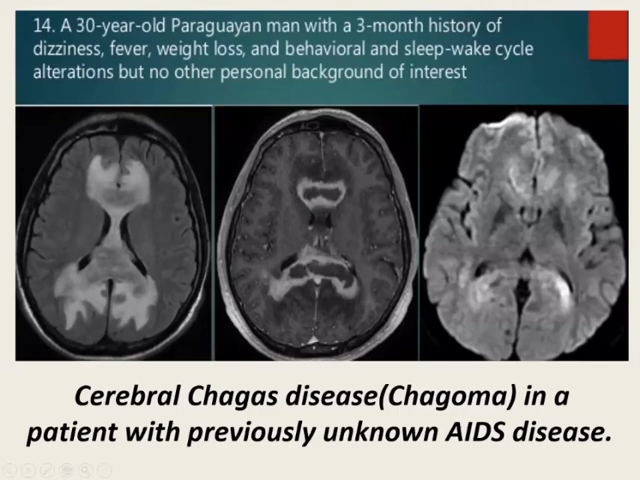 14. A 30-year-old Paraguayan man with a 3-month history of
dizziness, fever, weight loss, and behavioral and sleep-wake cycle
alterations but no other personal background of interest
Cerebral Chagas disease(Chagoma) in a
patient with previously unknown AIDS disease.